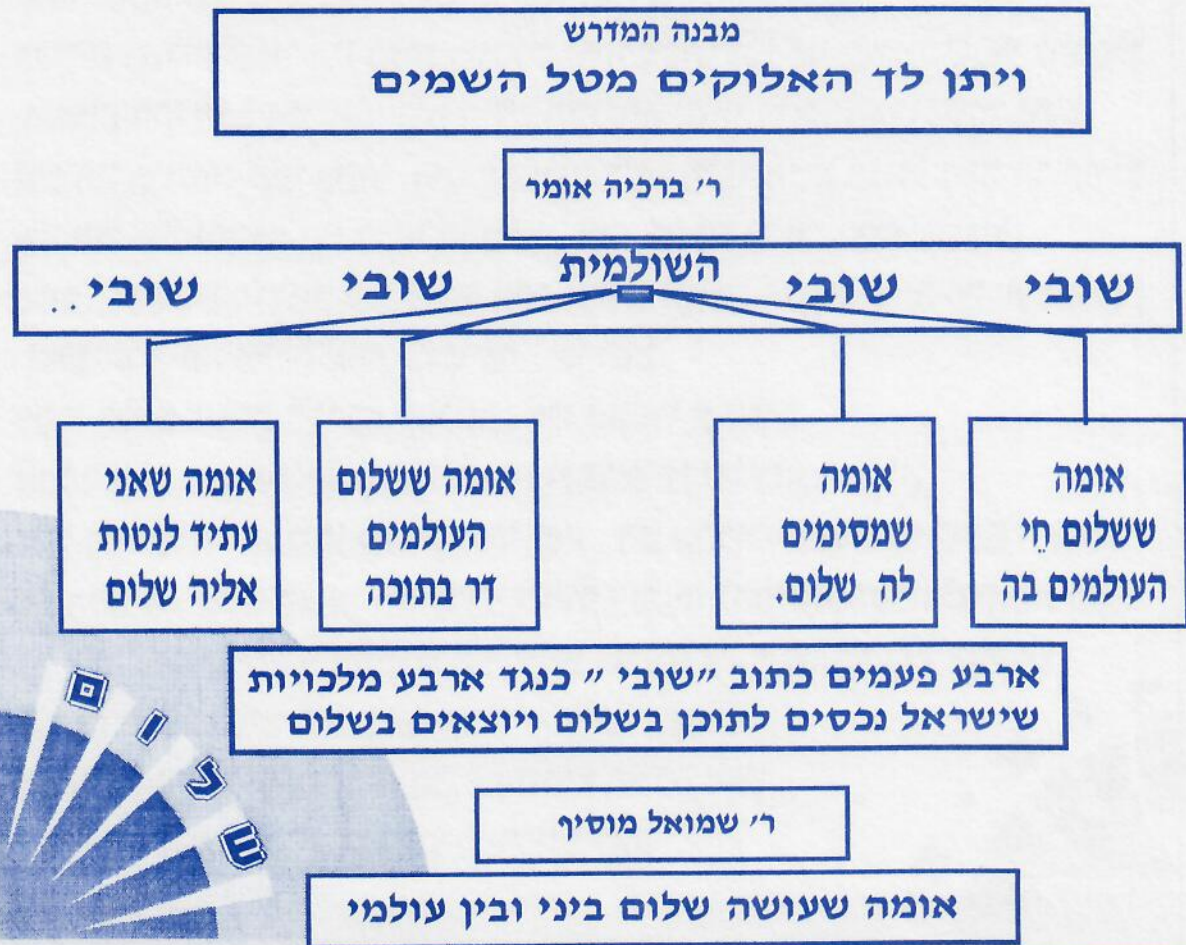 מבנה המדרש
ויתן לך האלוקים מטל השמים
ר׳ ברכיה אומר
שובי שובי השולמית שובי שובי ..
אומה
ששלום חֵי
העולמים בה
אומה
שמסימים
לה שלום.
אומה ששלום
העולמים
דר בתוכה
אומה שאני
עתיד לנטות
אליה שלום
ארבע פעמים כתוב ״שובי ״ כנגד ארבע מלכויות
שישראל נכסים לתוכן בשלום ויוצאים בשלום
ר׳ שמואל מוסיף
אומה שעושה שלום ביני ובין עולמי
שלום